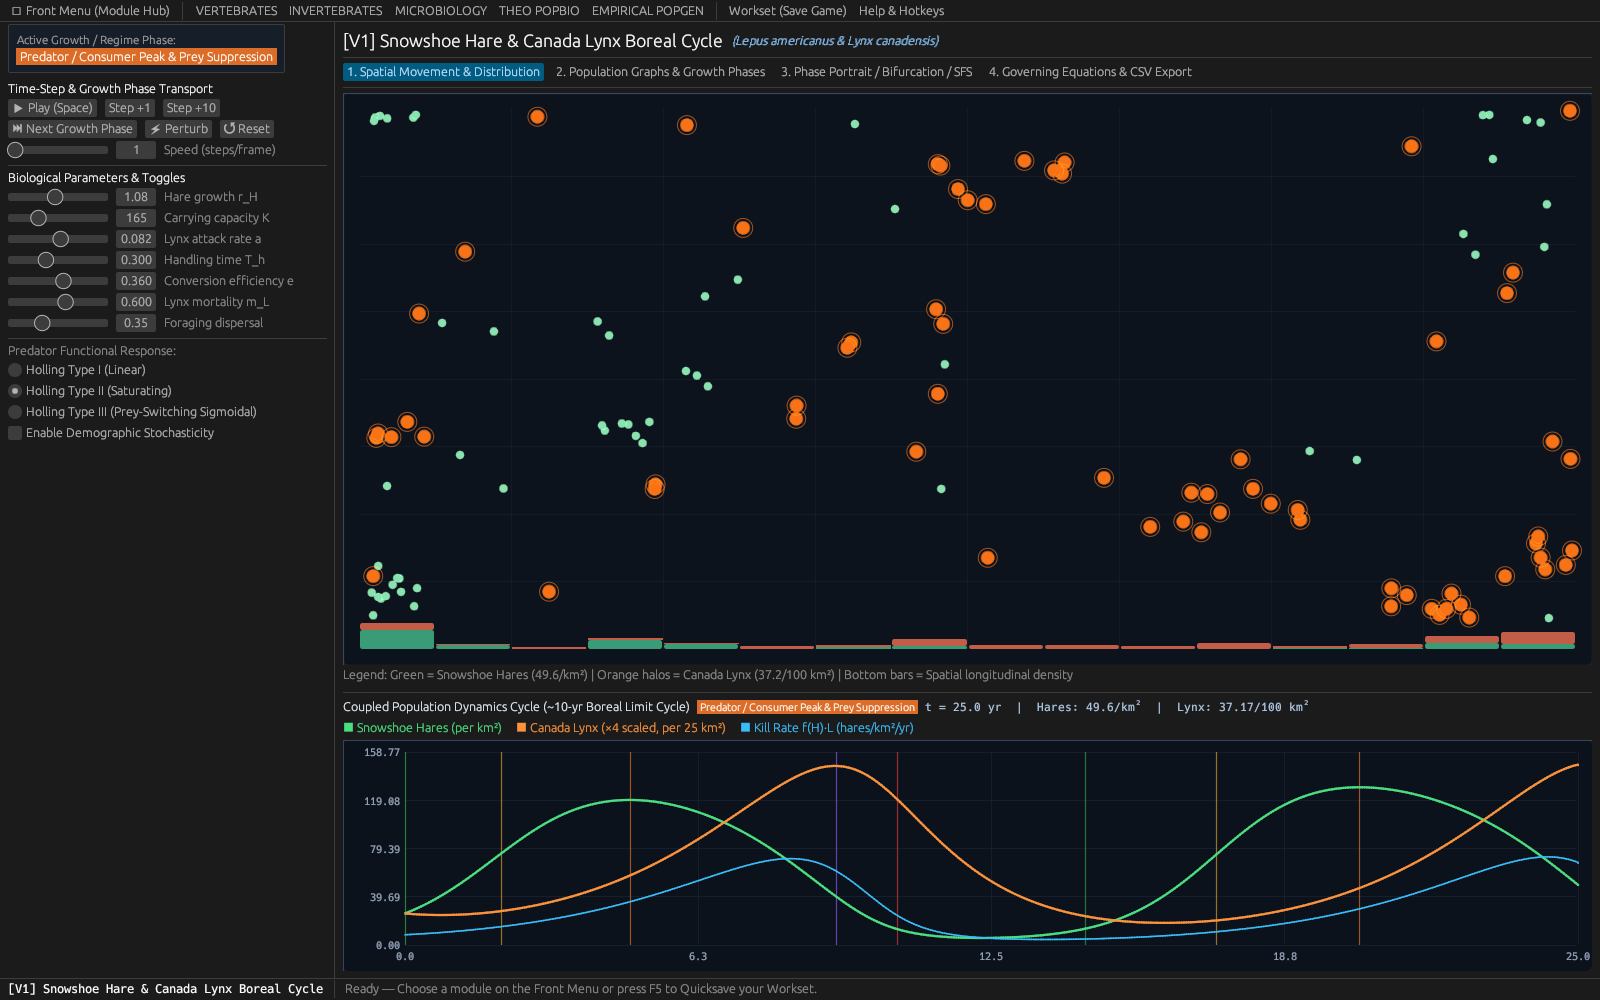 ☐ Front Menu (Module Hub) VERTEBRATES INVERTEBRATES MICROBIOLOGY THEO POPBIO EMPIRICAL POPGEN Workset (Save Game) Help & Hotkeys
Active Growth / Regime Phase:
Predator / Consumer Peak & Prey Suppression
Time-Step & Growth Phase Transport
▶ Play (Space) Step +1 Step +10
⏭ Next Growth Phase ⚡ Perturb ↺ Reset
1 Speed (steps/frame)
Biological Parameters & Toggles
1.08 Hare growth r_H
165 Carrying capacity K
0.082 Lynx attack rate a
0.300 Handling time T_h
0.360 Conversion efficiency e
0.600 Lynx mortality m_L
0.35 Foraging dispersal
Predator Functional Response:
Holling Type I (Linear)
Holling Type II (Saturating)
Holling Type III (Prey-Switching Sigmoidal)
Enable Demographic Stochasticity
[V1] Snowshoe Hare & Canada Lynx Boreal Cycle (Lepus americanus & Lynx canadensis)
1. Spatial Movement & Distribution 2. Population Graphs & Growth Phases 3. Phase Portrait / Bifurcation / SFS 4. Governing Equations & CSV Export
Legend: Green = Snowshoe Hares (49.6/km²) | Orange halos = Canada Lynx (37.2/100 km²) | Bottom bars = Spatial longitudinal density
Coupled Population Dynamics Cycle (~10-yr Boreal Limit Cycle) Predator / Consumer Peak & Prey Suppression t = 25.0 yr | Hares: 49.6/km² | Lynx: 37.17/100 km²
Snowshoe Hares (per km²) Canada Lynx (×4 scaled, per 25 km²) Kill Rate f(H)·L (hares/km²/yr)
158.77
119.08
79.39
39.69
0.00
0.0 6.3 12.5 18.8 25.0
[V1] Snowshoe Hare & Canada Lynx Boreal Cycle Ready — Choose a module on the Front Menu or press F5 to Quicksave your Workset.